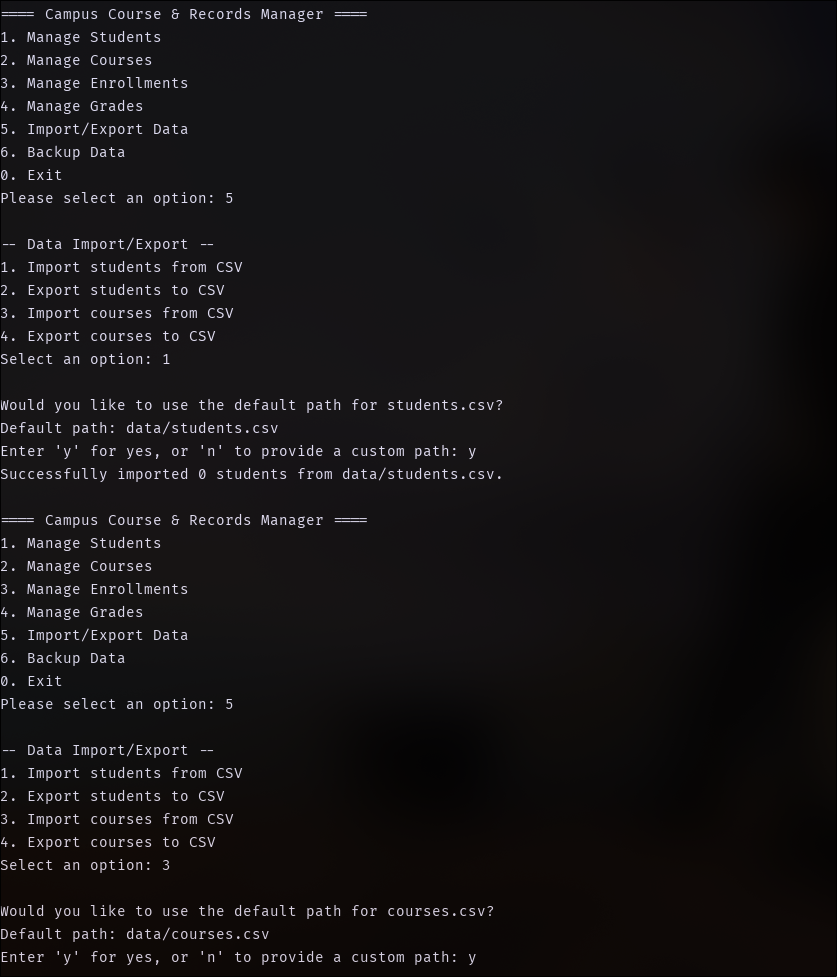 ==== Campus Course & Records Manager ====
1. Manage Students
2. Manage Courses
3. Manage Enrollments
4. Manage Grades
5. Import/Export Data
6. Backup Data
0. Exit
Please select an option: 5
-- Data Import/Export --
1. Import students from CSV
2. Export students to CSV
3. Import courses from CSV
4. Export courses to CSV
Select an option: 1
Would you like to use the default path for students.csv?
Default path: data/students.csv
Enter 'y' for yes, or 'n' to provide a custom path: y
Successfully imported 0 students from data/students.csv.
==== Campus Course & Records Manager ====
1. Manage Students
2. Manage Courses
3. Manage Enrollments
4. Manage Grades
5. Import/Export Data
6. Backup Data
0. Exit
Please select an option: 5
-- Data Import/Export --
1. Import students from CSV
2. Export students to CSV
3. Import courses from CSV
4. Export courses to CSV
Select an option: 3
Would you like to use the default path for courses.csv?
Default path: data/courses.csv
Enter 'y' for yes, or 'n' to provide a custom path: y